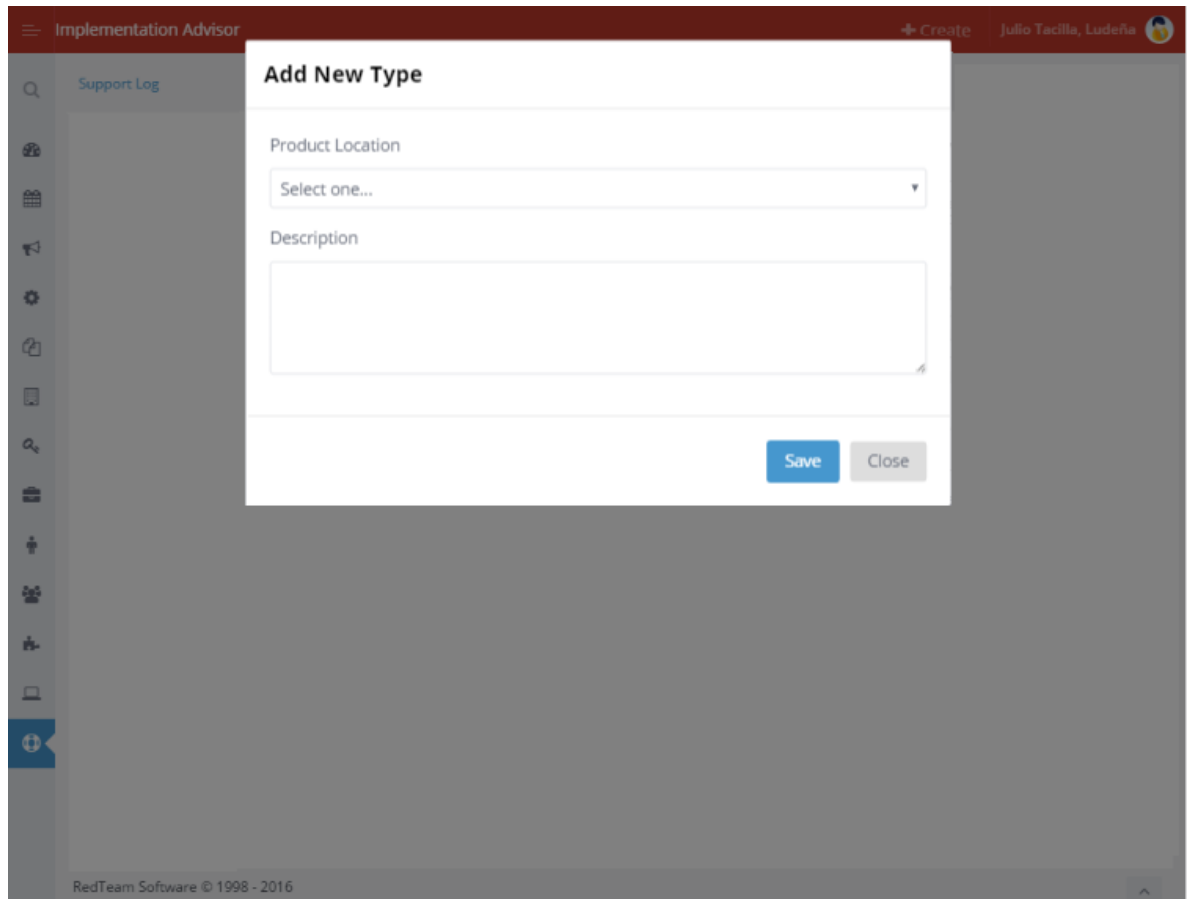 Implementation Advisor
Create
Julio Tacilla, Ludeña
Support Log
Add New Type
Product Location
Select one...
Description
Save
Close
RedTeam Software © 1998 - 2016